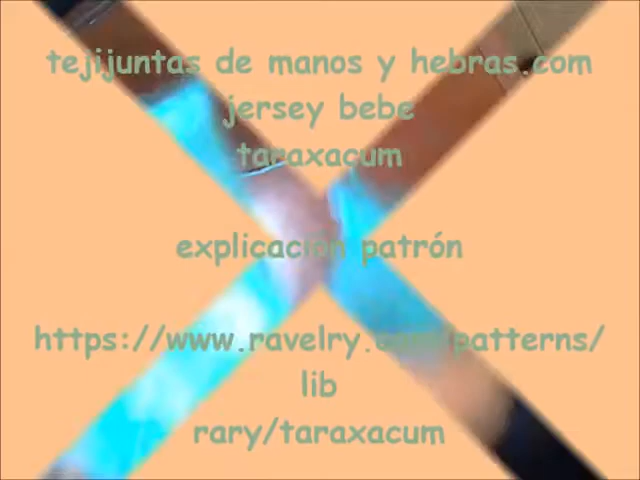 tejijuntas de manos y hebras.com
jersey bebe
taraxacum
explicación patrón
https://www.ravelry.com/patterns/
lib
rary/taraxacum